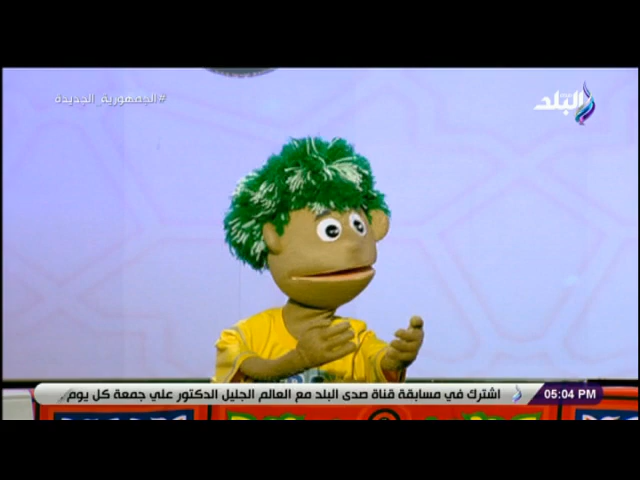 #الجمهورية_الجديدة
صدى البلد
اشترك في مسابقة قناة صدى البلد مع العالم الجليل الدكتور علي جمعة كل يوم
05:04 PM